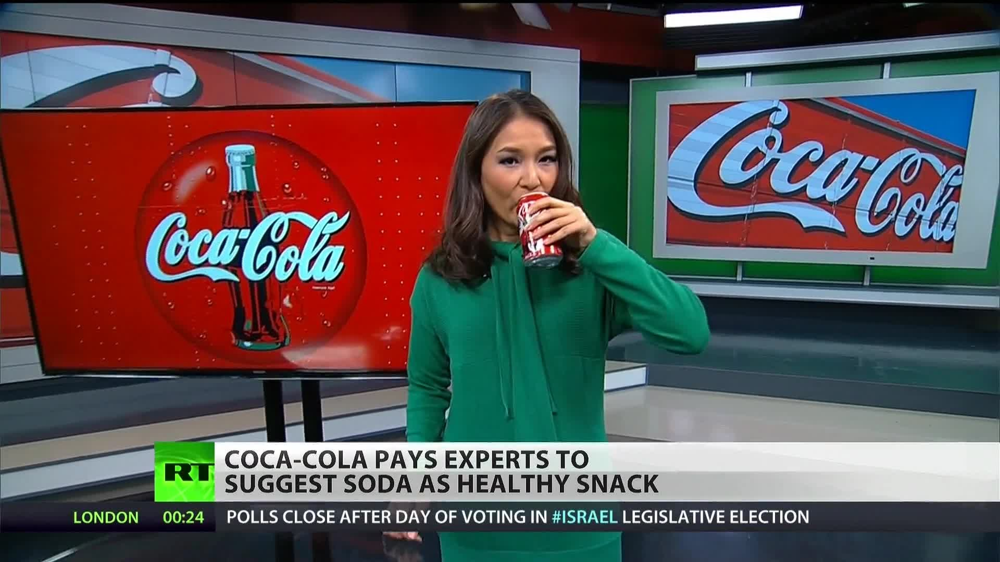 Coca-Cola
Coca-Cola
RT
COCA-COLA PAYS EXPERTS TO
SUGGEST SODA AS HEALTHY SNACK
LONDON 00:24 POLLS CLOSE AFTER DAY OF VOTING IN #ISRAEL LEGISLATIVE ELECTION